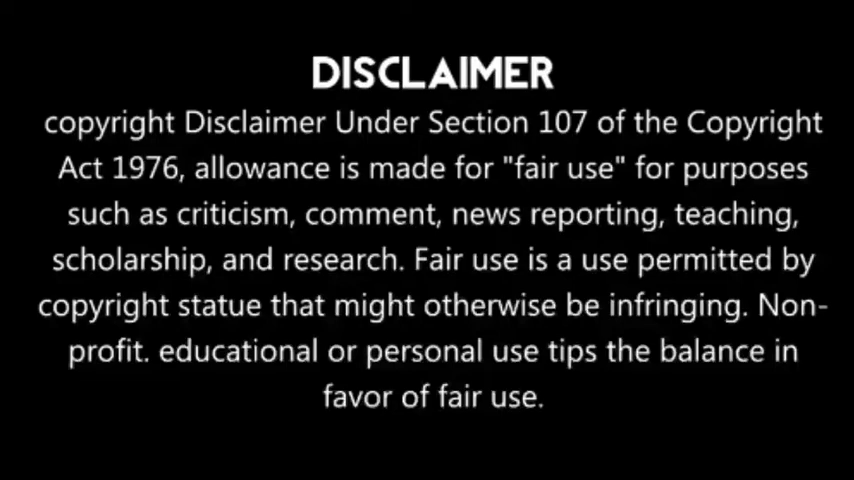 DISCLAIMER
copyright Disclaimer Under Section 107 of the Copyright
Act 1976, allowance is made for "fair use" for purposes
such as criticism, comment, news reporting, teaching,
scholarship, and research. Fair use is a use permitted by
copyright statue that might otherwise be infringing. Non-
profit. educational or personal use tips the balance in
favor of fair use.